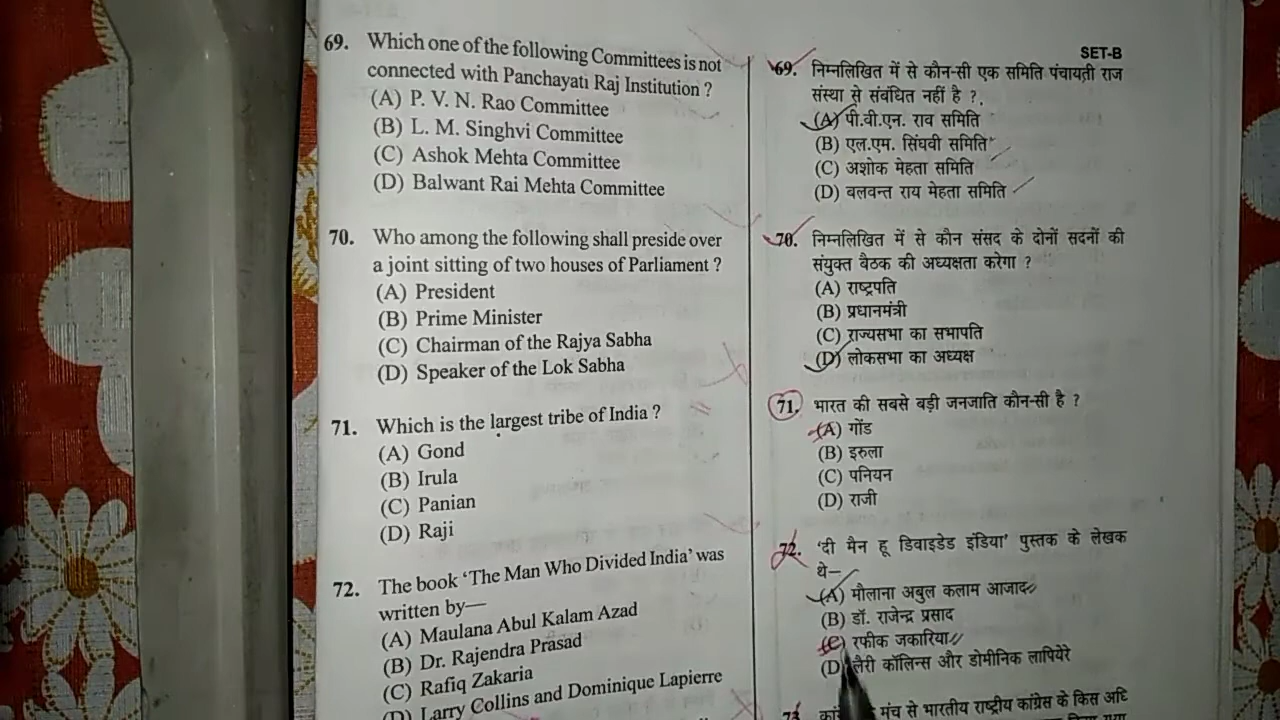 69. Which one of the following Committees is not
connected with Panchayati Raj Institution ?
(A) P. V. N. Rao Committee
(B) L. M. Singhvi Committee
(C) Ashok Mehta Committee
(D) Balwant Rai Mehta Committee
70. Who among the following shall preside over
a joint sitting of two houses of Parliament ?
(A) President
(B) Prime Minister
(C) Chairman of the Rajya Sabha
(D) Speaker of the Lok Sabha
71. Which is the largest tribe of India ?
(A) Gond
(B) Irula
(C) Panian
(D) Raji
72. The book ‘The Man Who Divided India’ was
written by—
(A) Maulana Abul Kalam Azad
(B) Dr. Rajendra Prasad
(C) Rafiq Zakaria
(D) Larry Collins and Dominique Lapierre
SET-B
69. निम्नलिखित में से कौन-सी एक समिति पंचायती राज
संस्था से संबंधित नहीं है ?
(A) पी.वी.एन. राव समिति
(B) एल.एम. सिंघवी समिति
(C) अशोक मेहता समिति
(D) बलवन्त राय मेहता समिति
70. निम्नलिखित में से कौन संसद के दोनों सदनों की
संयुक्त बैठक की अध्यक्षता करेगा ?
(A) राष्ट्रपति
(B) प्रधानमंत्री
(C) राज्यसभा का सभापति
(D) लोकसभा का अध्यक्ष
71. भारत की सबसे बड़ी जनजाति कौन-सी है ?
(A) गोंड
(B) इरुला
(C) पनियन
(D) राजी
72. ‘दी मैन हू डिवाइडेड इंडिया’ पुस्तक के लेखक
थे—
(A) मौलाना अबुल कलाम आजाद
(B) डॉ. राजेन्द्र प्रसाद
(C) रफीक जकारिया
(D) लैरी कॉलिन्स और डोमीनिक लापियेरे
73. मंच से भारतीय राष्ट्रीय कांग्रेस के किस